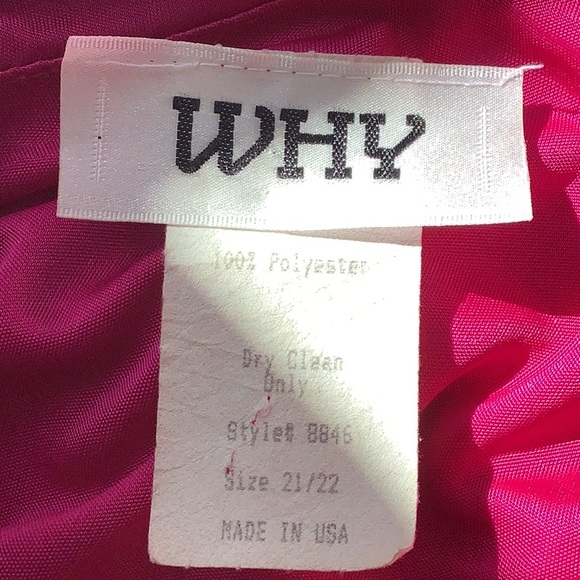 WHY
100% Polyester
Dry Clean
Only
Style# 8846
Size 21/22
MADE IN USA